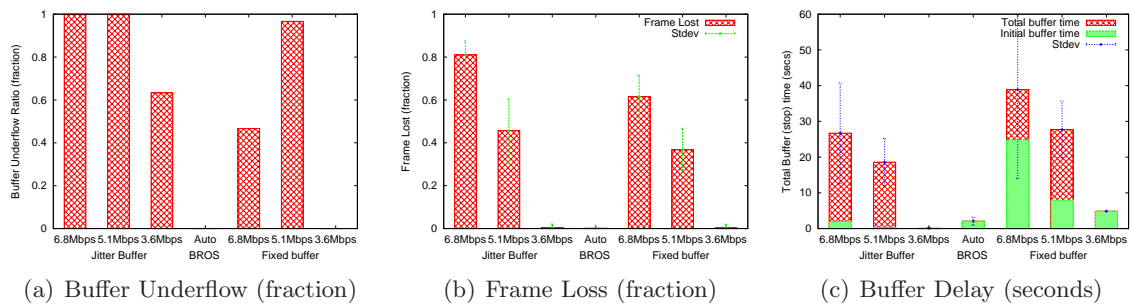 Buffer Underflow Ratio (fraction)
1
0.8
0.6
0.4
0.2
0
6.8Mbps 5.1Mbps 3.6Mbps Auto 6.8Mbps 5.1Mbps 3.6Mbps
Jitter Buffer BROS Fixed buffer
(a) Buffer Underflow (fraction)
Frame Lost (fraction)
1
0.8
0.6
0.4
0.2
0
Frame Lost
Stdev
6.8Mbps 5.1Mbps 3.6Mbps Auto 6.8Mbps 5.1Mbps 3.6Mbps
Jitter Buffer BROS Fixed buffer
(b) Frame Loss (fraction)
Total Buffer (stop) time (secs)
60
50
40
30
20
10
0
Total buffer time
Initial buffer time
Stdev
6.8Mbps 5.1Mbps 3.6Mbps Auto 6.8Mbps 5.1Mbps 3.6Mbps
Jitter Buffer BROS Fixed buffer
(c) Buffer Delay (seconds)